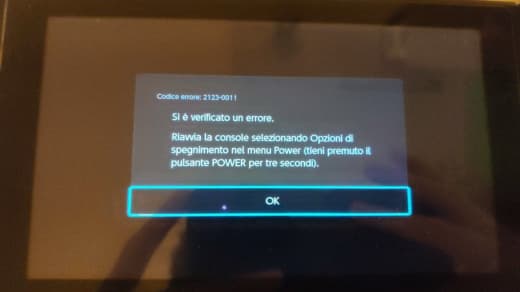 Codice errore: 2123-0011
Si è verificato un errore.
Riavvia la console selezionando Opzioni di
spegnimento nel menu Power (tieni premuto il
pulsante POWER per tre secondi).
OK